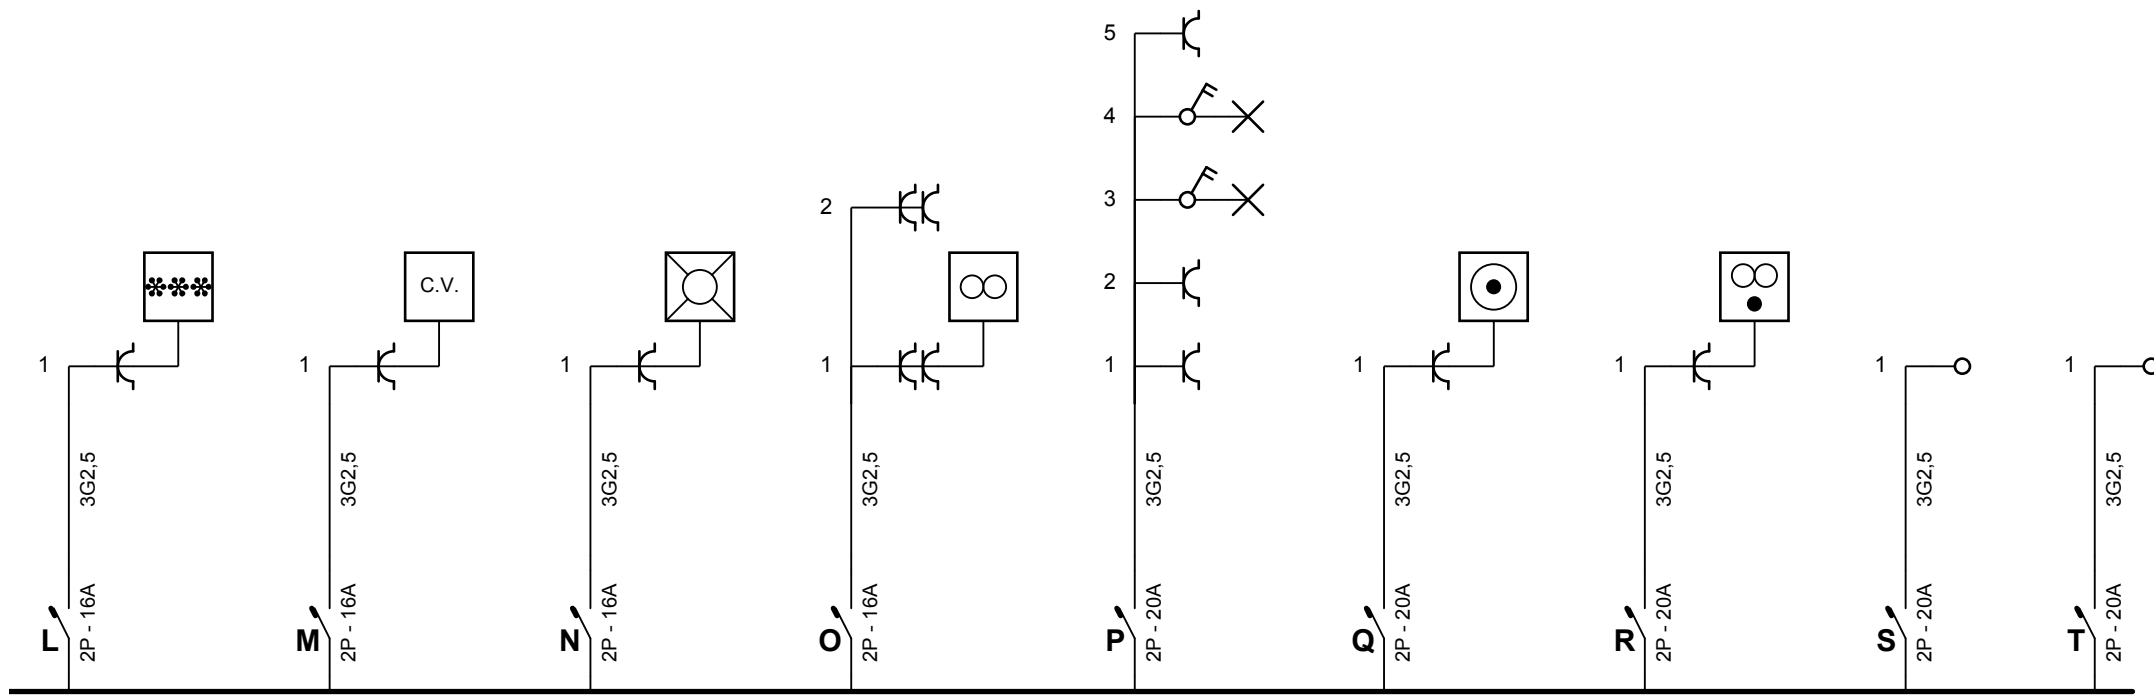 5
4
3
2
2
C.V.
1
1
1
1
1
1
1
1
1
3G2,5
3G2,5
3G2,5
3G2,5
3G2,5
3G2,5
3G2,5
3G2,5
3G2,5
L 2P - 16A
M 2P - 16A
N 2P - 16A
O 2P - 16A
P 2P - 20A
Q 2P - 20A
R 2P - 20A
S 2P - 20A
T 2P - 20A